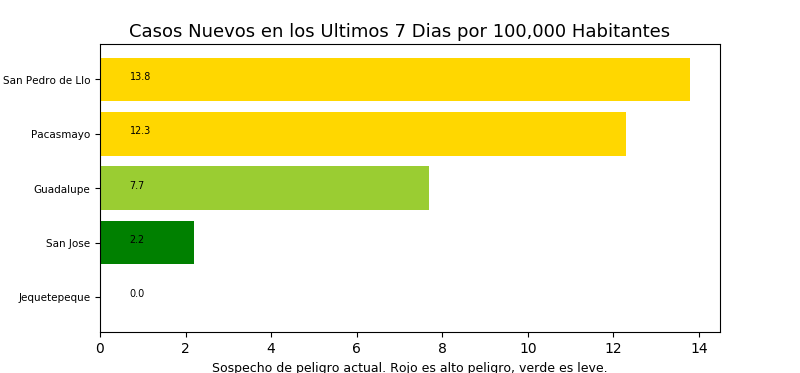 Casos Nuevos en los Ultimos 7 Dias por 100,000 Habitantes
San Pedro de Llo 13.8
Pacasmayo 12.3
Guadalupe 7.7
San Jose 2.2
Jequetepeque 0.0
0 2 4 6 8 10 12 14
Sospecho de peligro actual. Rojo es alto peligro, verde es leve.